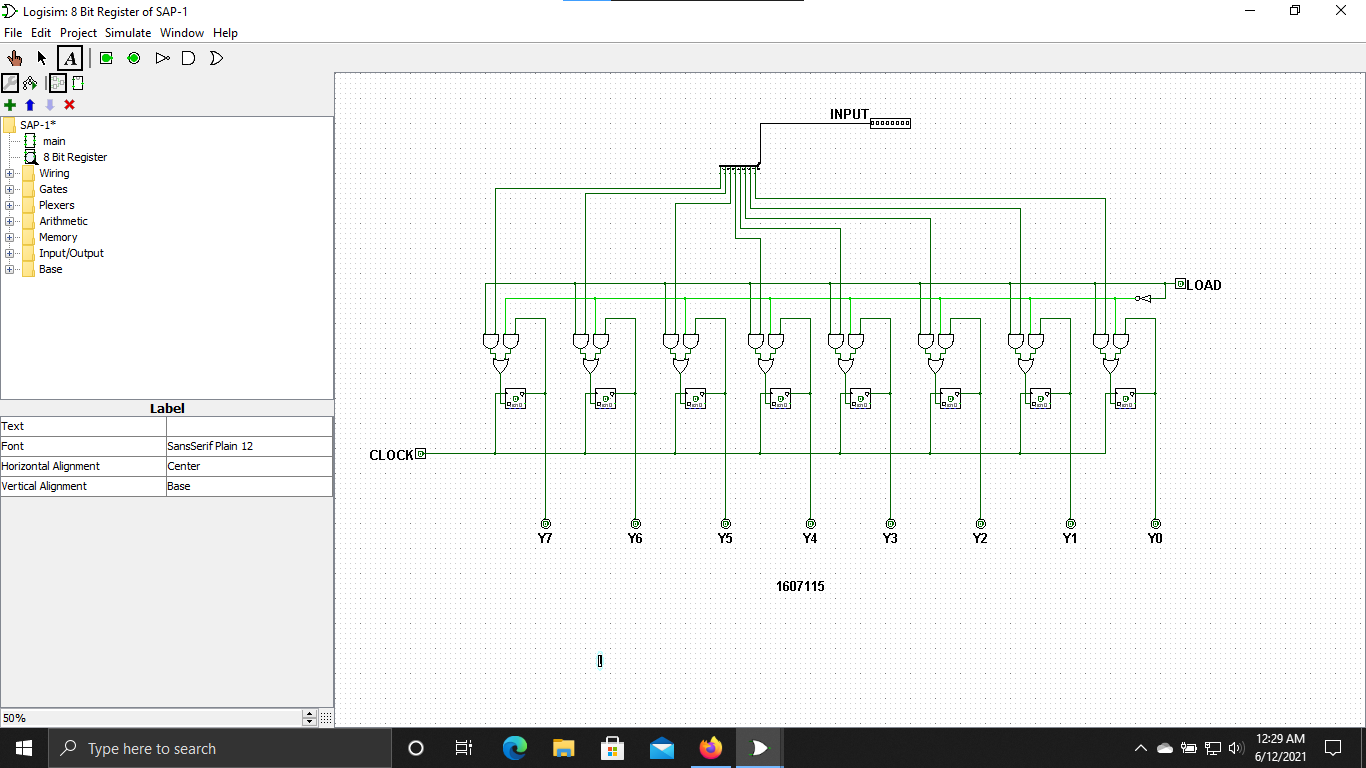 Logisim: 8 Bit Register of SAP-1
File Edit Project Simulate Window Help
A
SAP-1*
main
8 Bit Register
Wiring
Gates
Plexers
Arithmetic
Memory
Input/Output
Base
Label
Text
Font SansSerif Plain 12
Horizontal Alignment Center
Vertical Alignment Base
50%
INPUT
LOAD
CLOCK
Y7 Y6 Y5 Y4 Y3 Y2 Y1 Y0
1607115
Type here to search
12:29 AM
6/12/2021